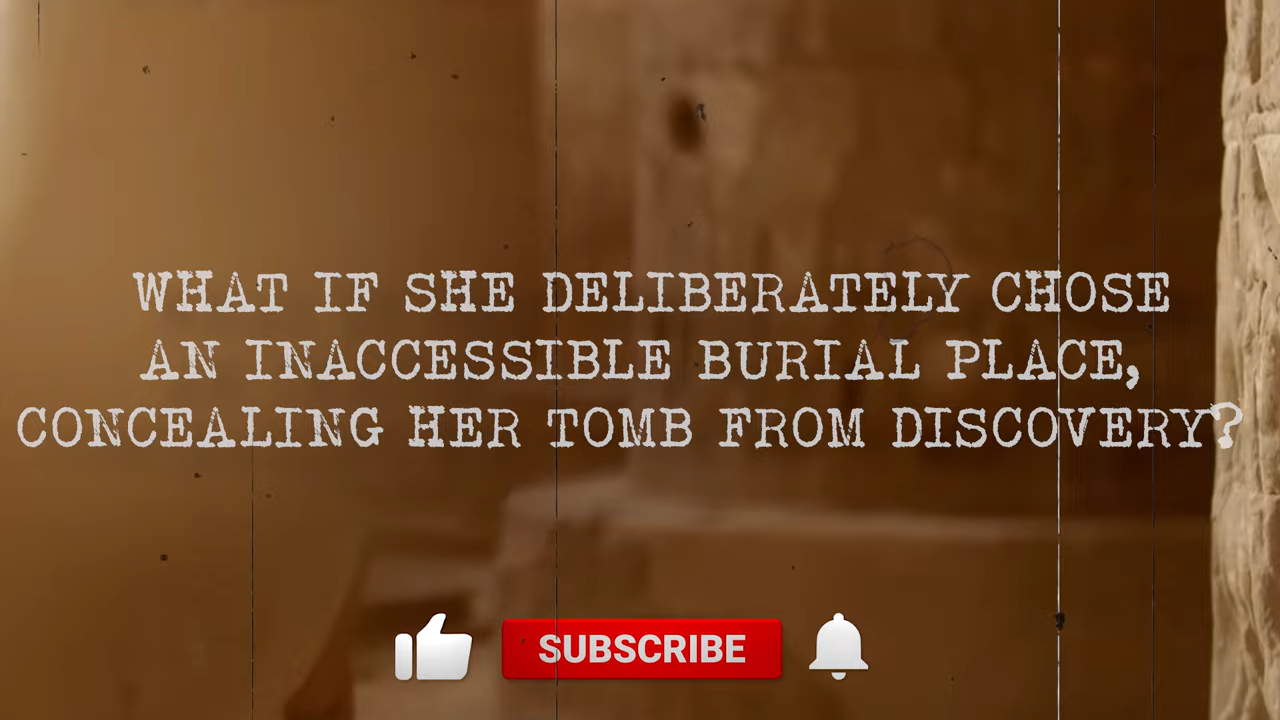 WHAT IF SHE DELIBERATELY CHOSE
AN INACCESSIBLE BURIAL PLACE,
CONCEALING HER TOMB FROM DISCOVERY?
SUBSCRIBE